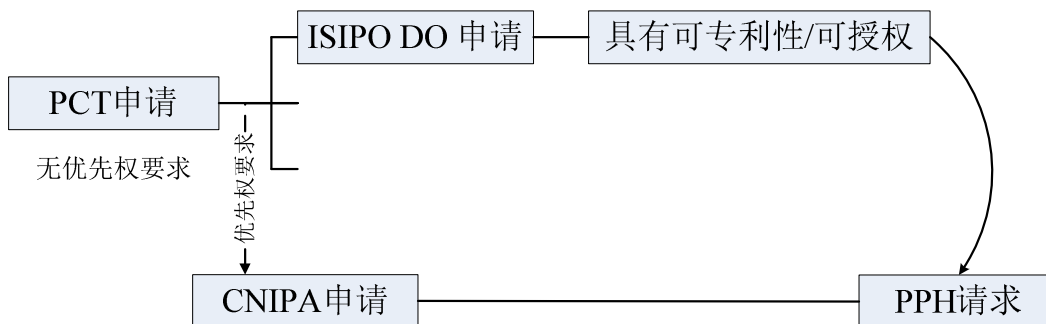 ISIPO DO 申请
具有可专利性/可授权
PCT申请
无优先权要求
优先权要求
CNIPA申请
PPH请求